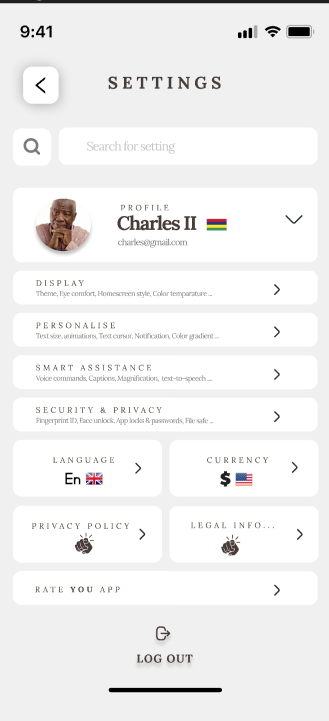 9:41
SETTINGS
Search for setting
PROFILE
Charles II
charles@gmail.com
DISPLAY
Theme, Eye comfort, Homescreen style, Color temparature ...
PERSONALISE
Text size, animations, Text cursor, Notification, Color gradient ...
SMART ASSISTANCE
Voice commands, Captions, Magnification, text-to-speech ....
SECURITY & PRIVACY
Fingerprint ID, Face unlock, App locks & passwords, File safe ..
LANGUAGE
En
CURRENCY
$
PRIVACY POLICY
LEGAL INFO...
RATE YOU APP
LOG OUT